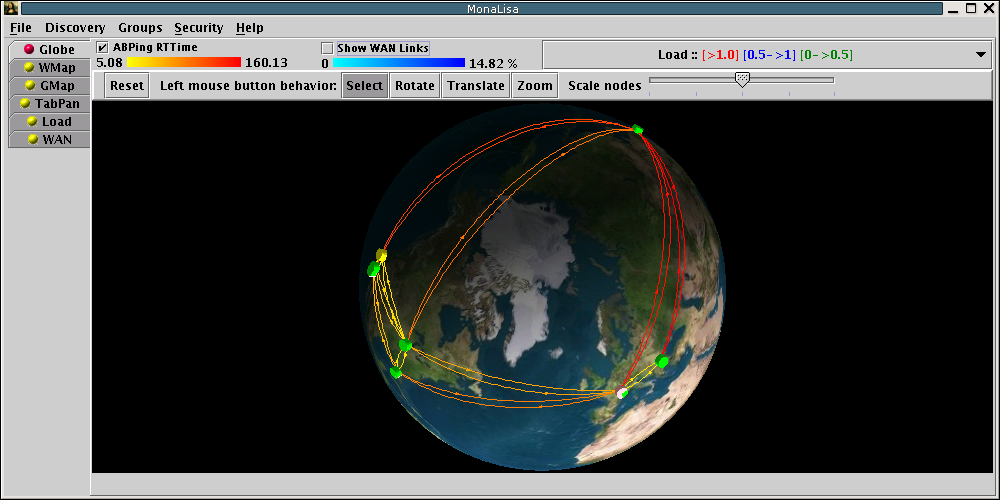 MonaLisa
File Discovery Groups Security Help
Globe
WMap
GMap
TabPan
Load
WAN
ABPing RTTime
5.08 160.13
Show WAN Links
0 14.82 %
Load :: [>1.0] [0.5->1] [0->0.5]
Reset Left mouse button behavior: Select Rotate Translate Zoom Scale nodes